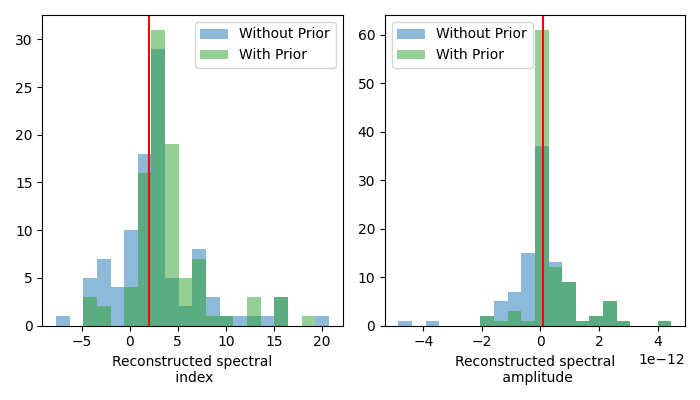 Without Prior
With Prior
30
25
20
15
10
5
0
−5
0
5
10
15
20
Reconstructed spectral
index
Without Prior
With Prior
60
50
40
30
20
10
0
−4
−2
0
2
4
1e−12
Reconstructed spectral
amplitude